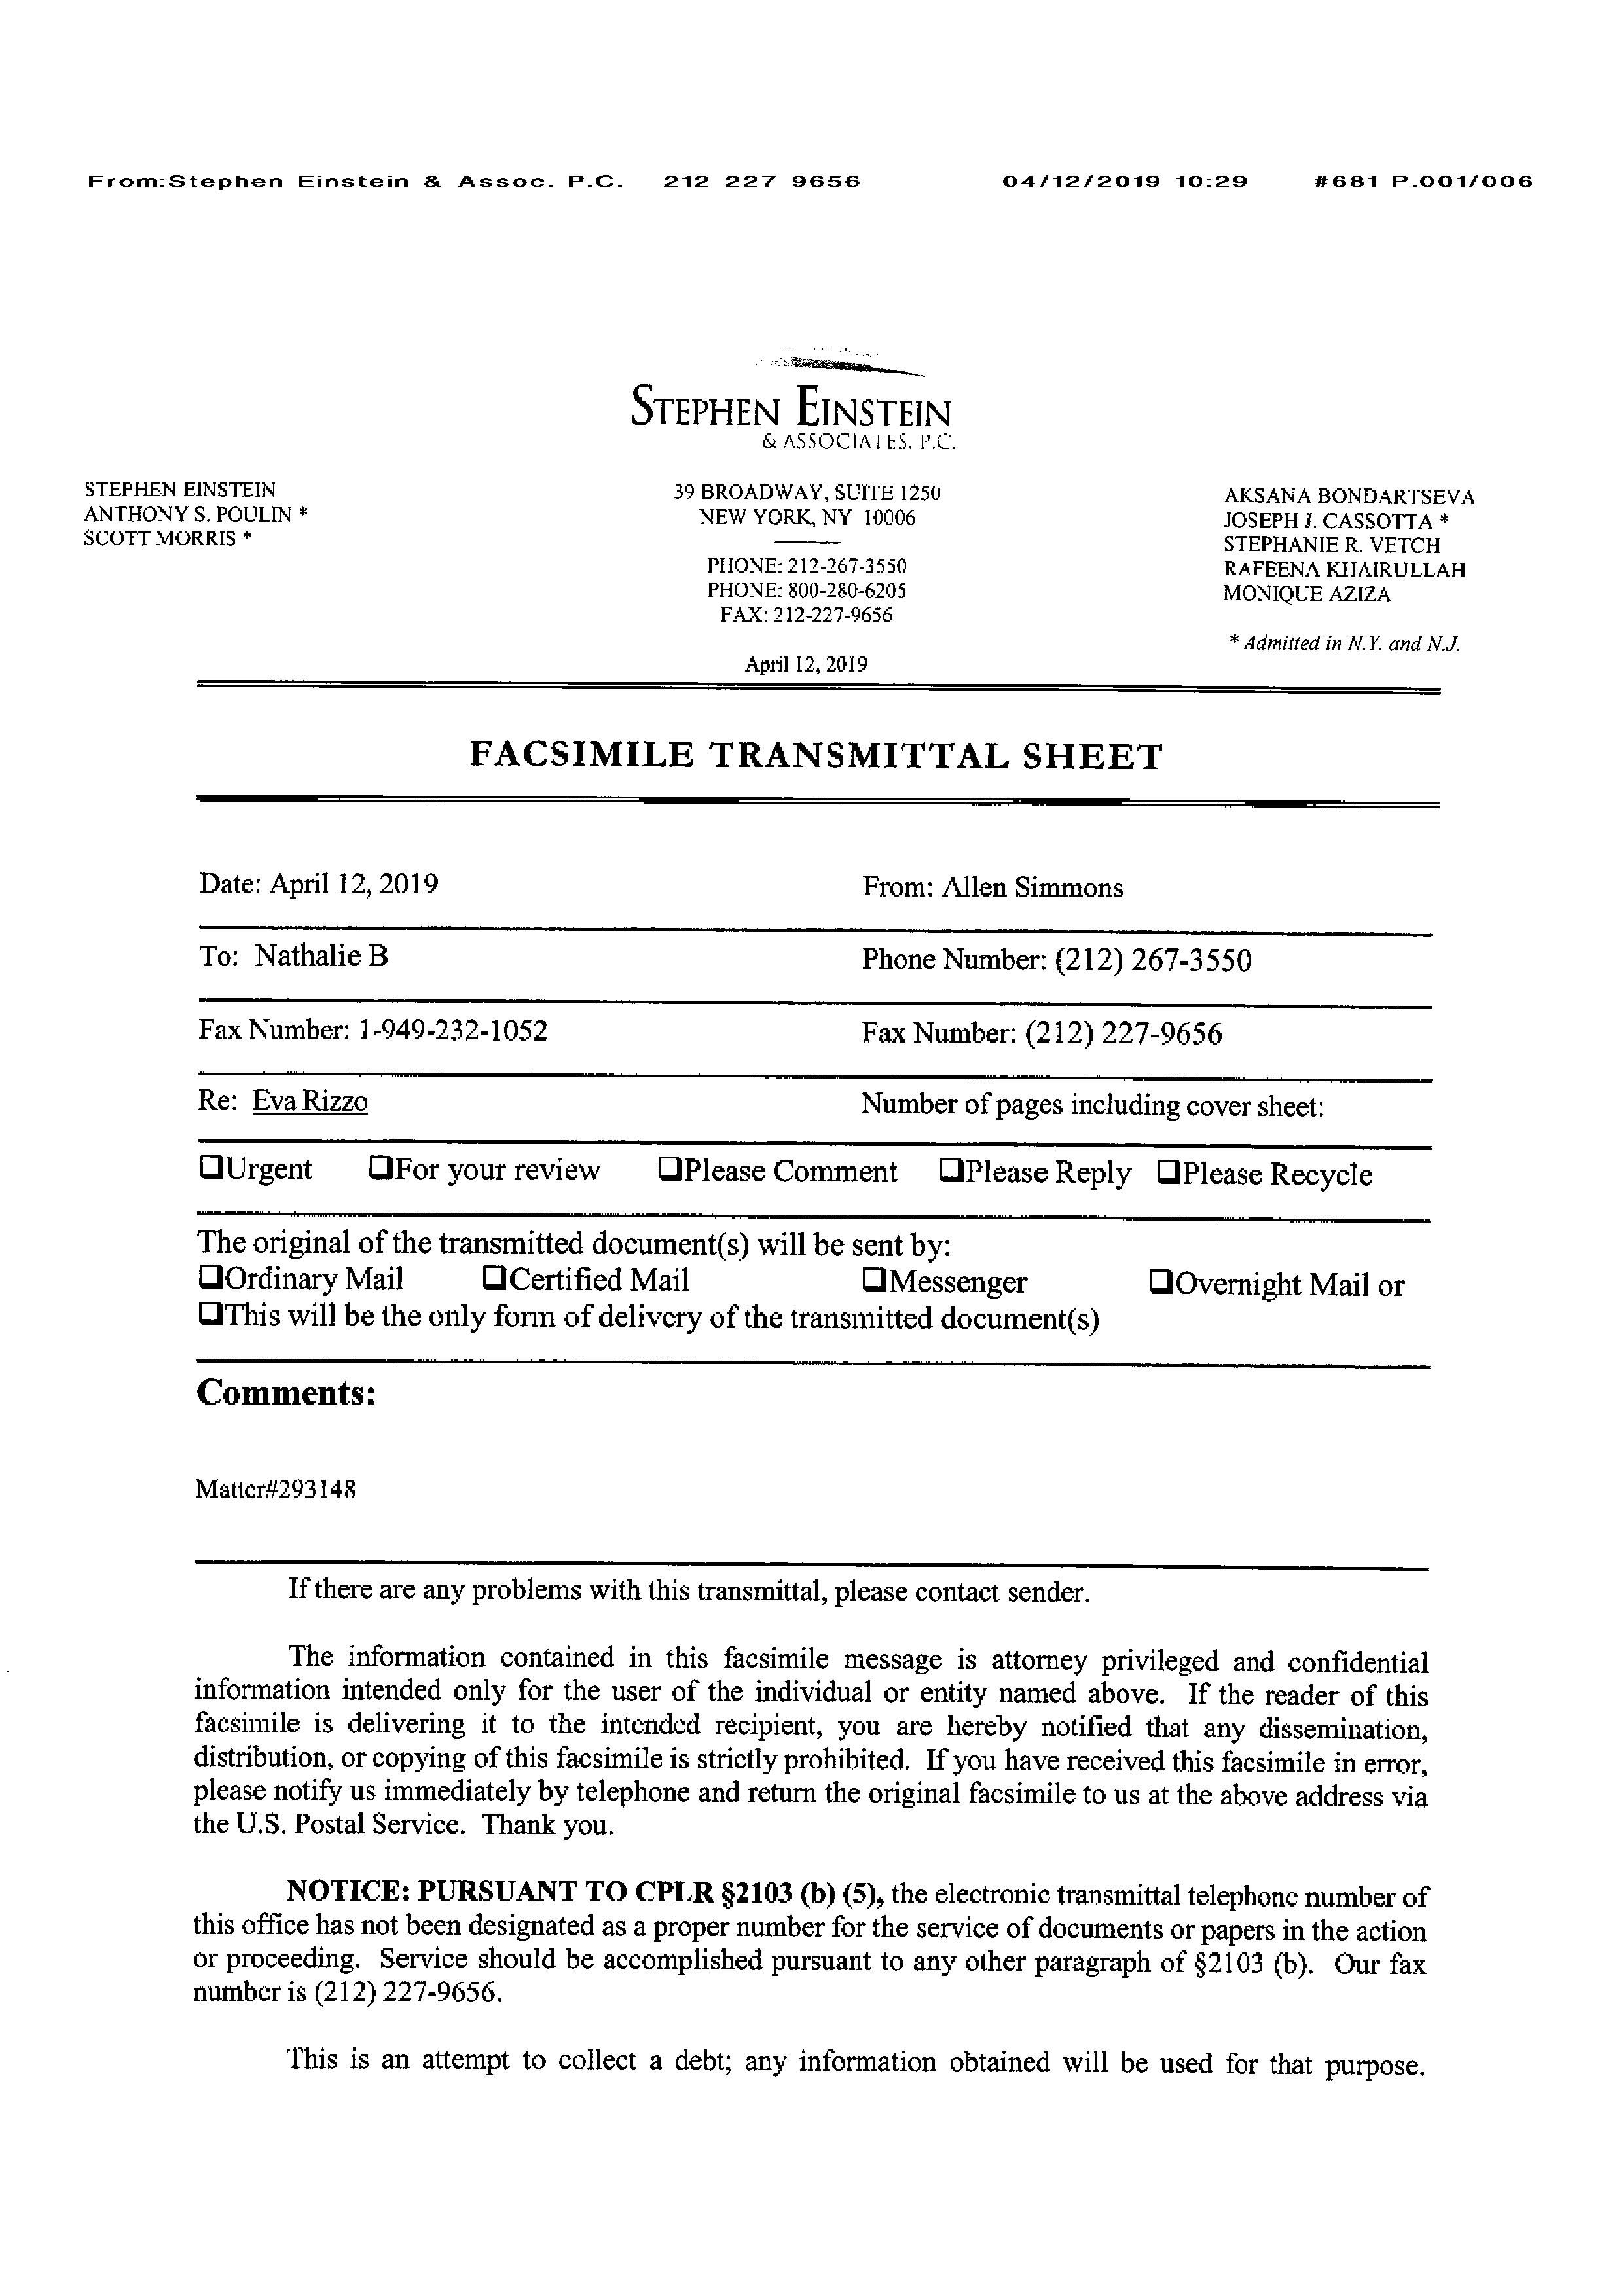 From:Stephen Einstein & Assoc. P.C. 212 227 9656 04/12/2019 10:29 #681 P.001/006
STEPHEN EINSTEIN
& ASSOCIATES, P.C.
STEPHEN EINSTEIN
ANTHONY S. POULIN *
SCOTT MORRIS *
39 BROADWAY, SUITE 1250
NEW YORK, NY 10006
PHONE: 212-267-3550
PHONE: 800-280-6205
FAX: 212-227-9656
April 12, 2019
AKSANA BONDARTSEVA
JOSEPH J. CASSOTTA *
STEPHANIE R. VETCH
RAFEENA KHAIRULLAH
MONIQUE AZIZA
* Admitted in N.Y. and N.J.
FACSIMILE TRANSMITTAL SHEET
Date: April 12, 2019 From: Allen Simmons
To: Nathalie B Phone Number: (212) 267-3550
Fax Number: 1-949-232-1052 Fax Number: (212) 227-9656
Re: Eva Rizzo Number of pages including cover sheet:
❑Urgent ❑For your review ❑Please Comment ❑Please Reply ❑Please Recycle
The original of the transmitted document(s) will be sent by:
❑Ordinary Mail ❑Certified Mail ❑Messenger ❑Overnight Mail or
❑This will be the only form of delivery of the transmitted document(s)
Comments:
Matter#293148
If there are any problems with this transmittal, please contact sender.
The information contained in this facsimile message is attorney privileged and confidential
information intended only for the user of the individual or entity named above. If the reader of this
facsimile is delivering it to the intended recipient, you are hereby notified that any dissemination,
distribution, or copying of this facsimile is strictly prohibited. If you have received this facsimile in error,
please notify us immediately by telephone and return the original facsimile to us at the above address via
the U.S. Postal Service. Thank you.
NOTICE: PURSUANT TO CPLR §2103 (b) (5), the electronic transmittal telephone number of
this office has not been designated as a proper number for the service of documents or papers in the action
or proceeding. Service should be accomplished pursuant to any other paragraph of §2103 (b). Our fax
number is (212) 227-9656.
This is an attempt to collect a debt; any information obtained will be used for that purpose.